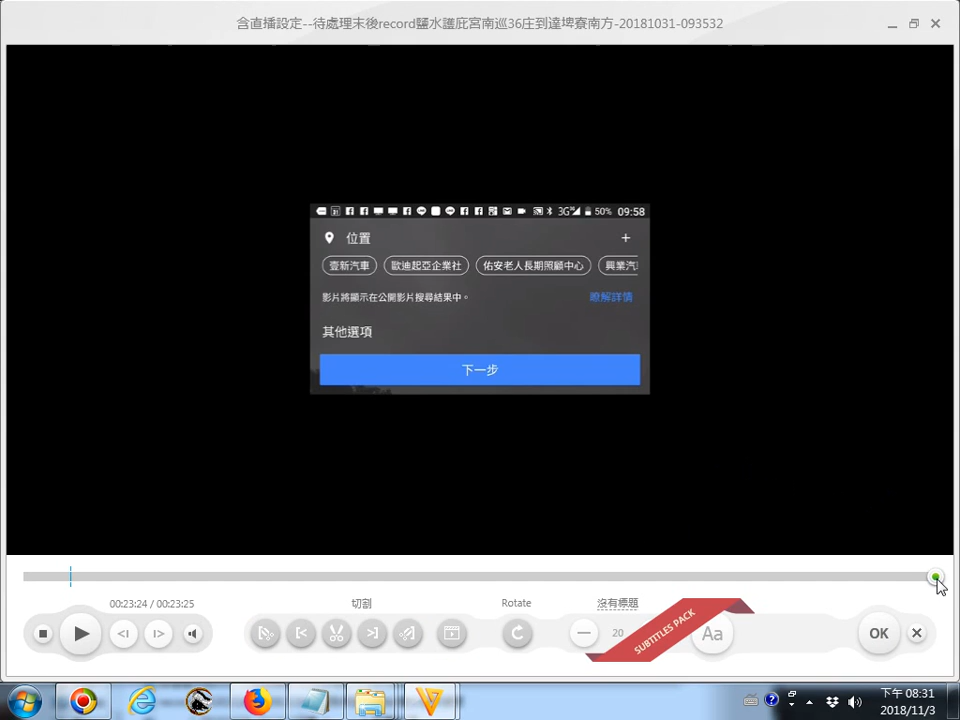 含直播設定--待處理末後record鹽水護庇宮南巡36庄到達埤寮南方-20181031-093532
31
3G
50%
09:58
位置
+
壹新汽車
歐迪起亞企業社
佑安老人長期照顧中心
興業汽
影片將顯示在公開影片搜尋結果中。
瞭解詳情
其他選項
下一步
00:23:24 / 00:23:25
切割
Rotate
沒有標題
20
SUBTITLES PACK
Aa
OK
下午 08:31
2018/11/3